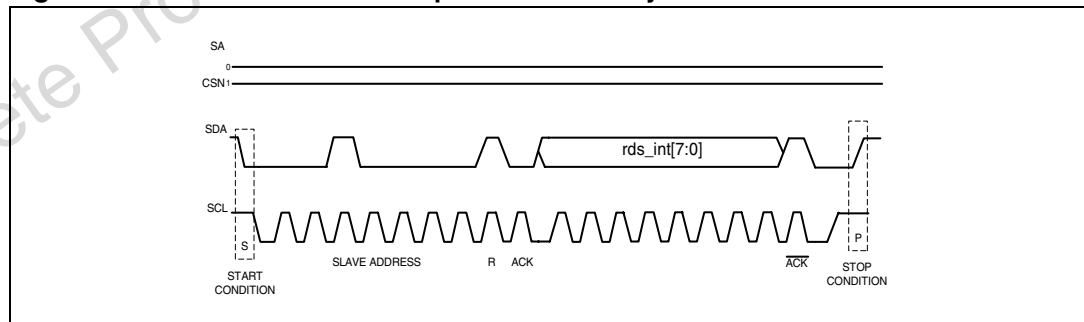 SA
0
CSN 1
SDA
rds_int[7:0]
SCL
S
P
SLAVE ADDRESS R ACK ACK
START
CONDITION
STOP
CONDITION